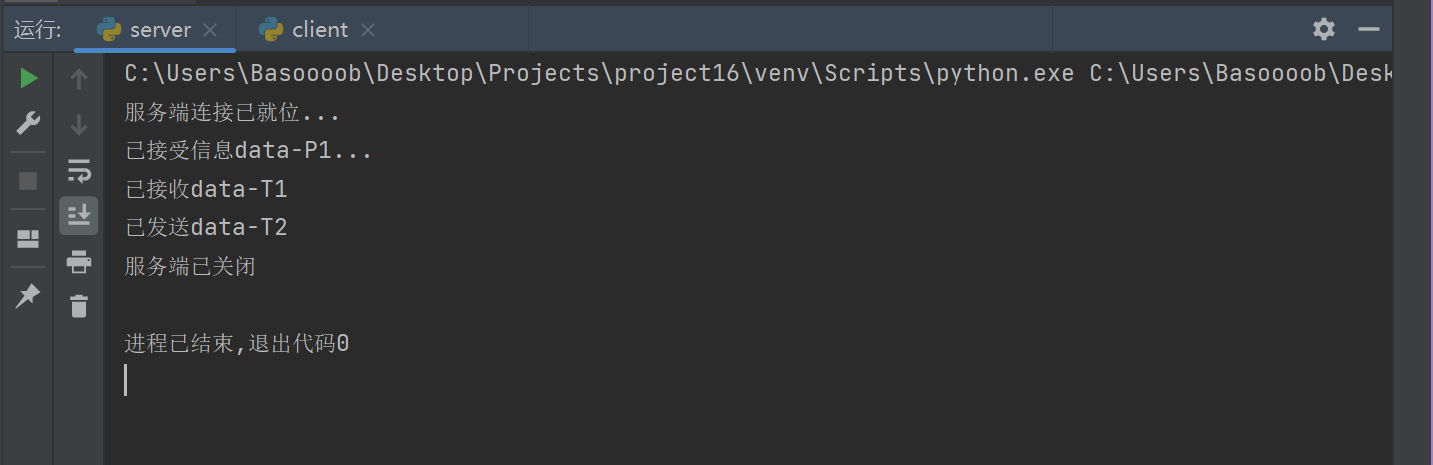 运行: server client
C:\Users\Basoooob\Desktop\Projects\project16\venv\Scripts\python.exe C:\Users\Basoooob\Desk
服务端连接已就位...
已接受信息data-P1...
已接收data-T1
已发送data-T2
服务端已关闭
进程已结束,退出代码0